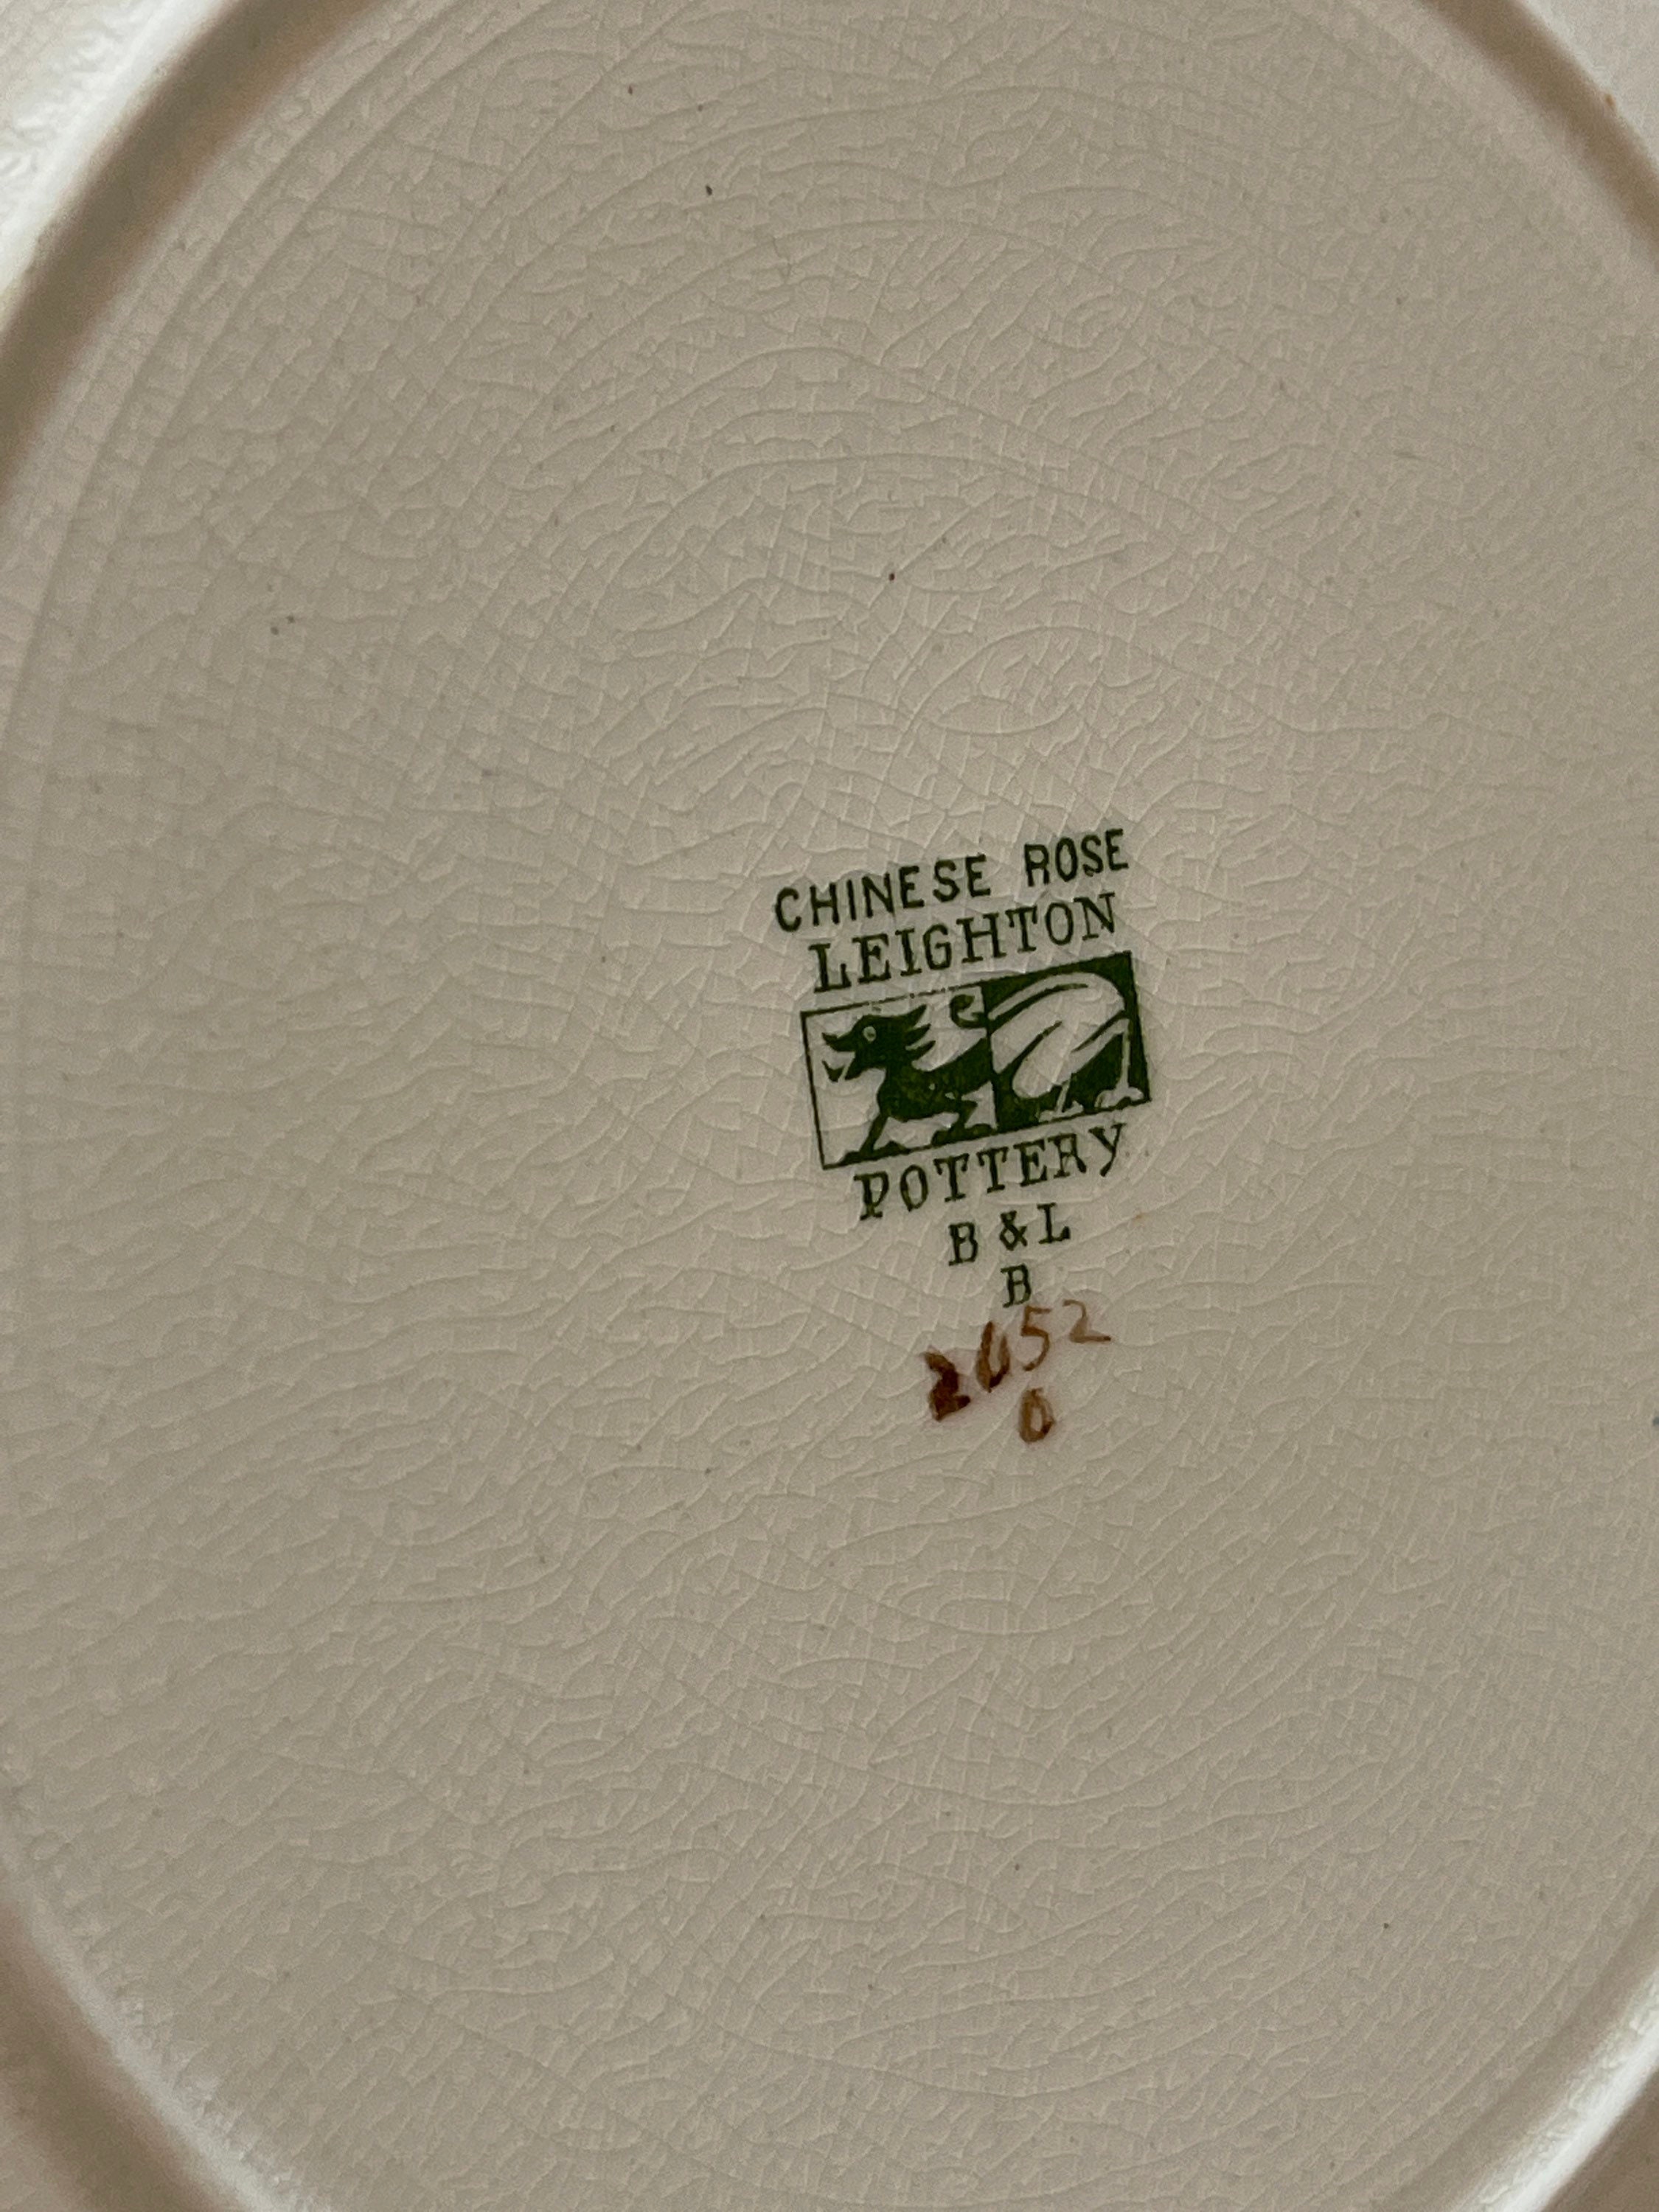 CHINESE ROSE
LEIGHTON
POTTERY
B & L
B
2652
0